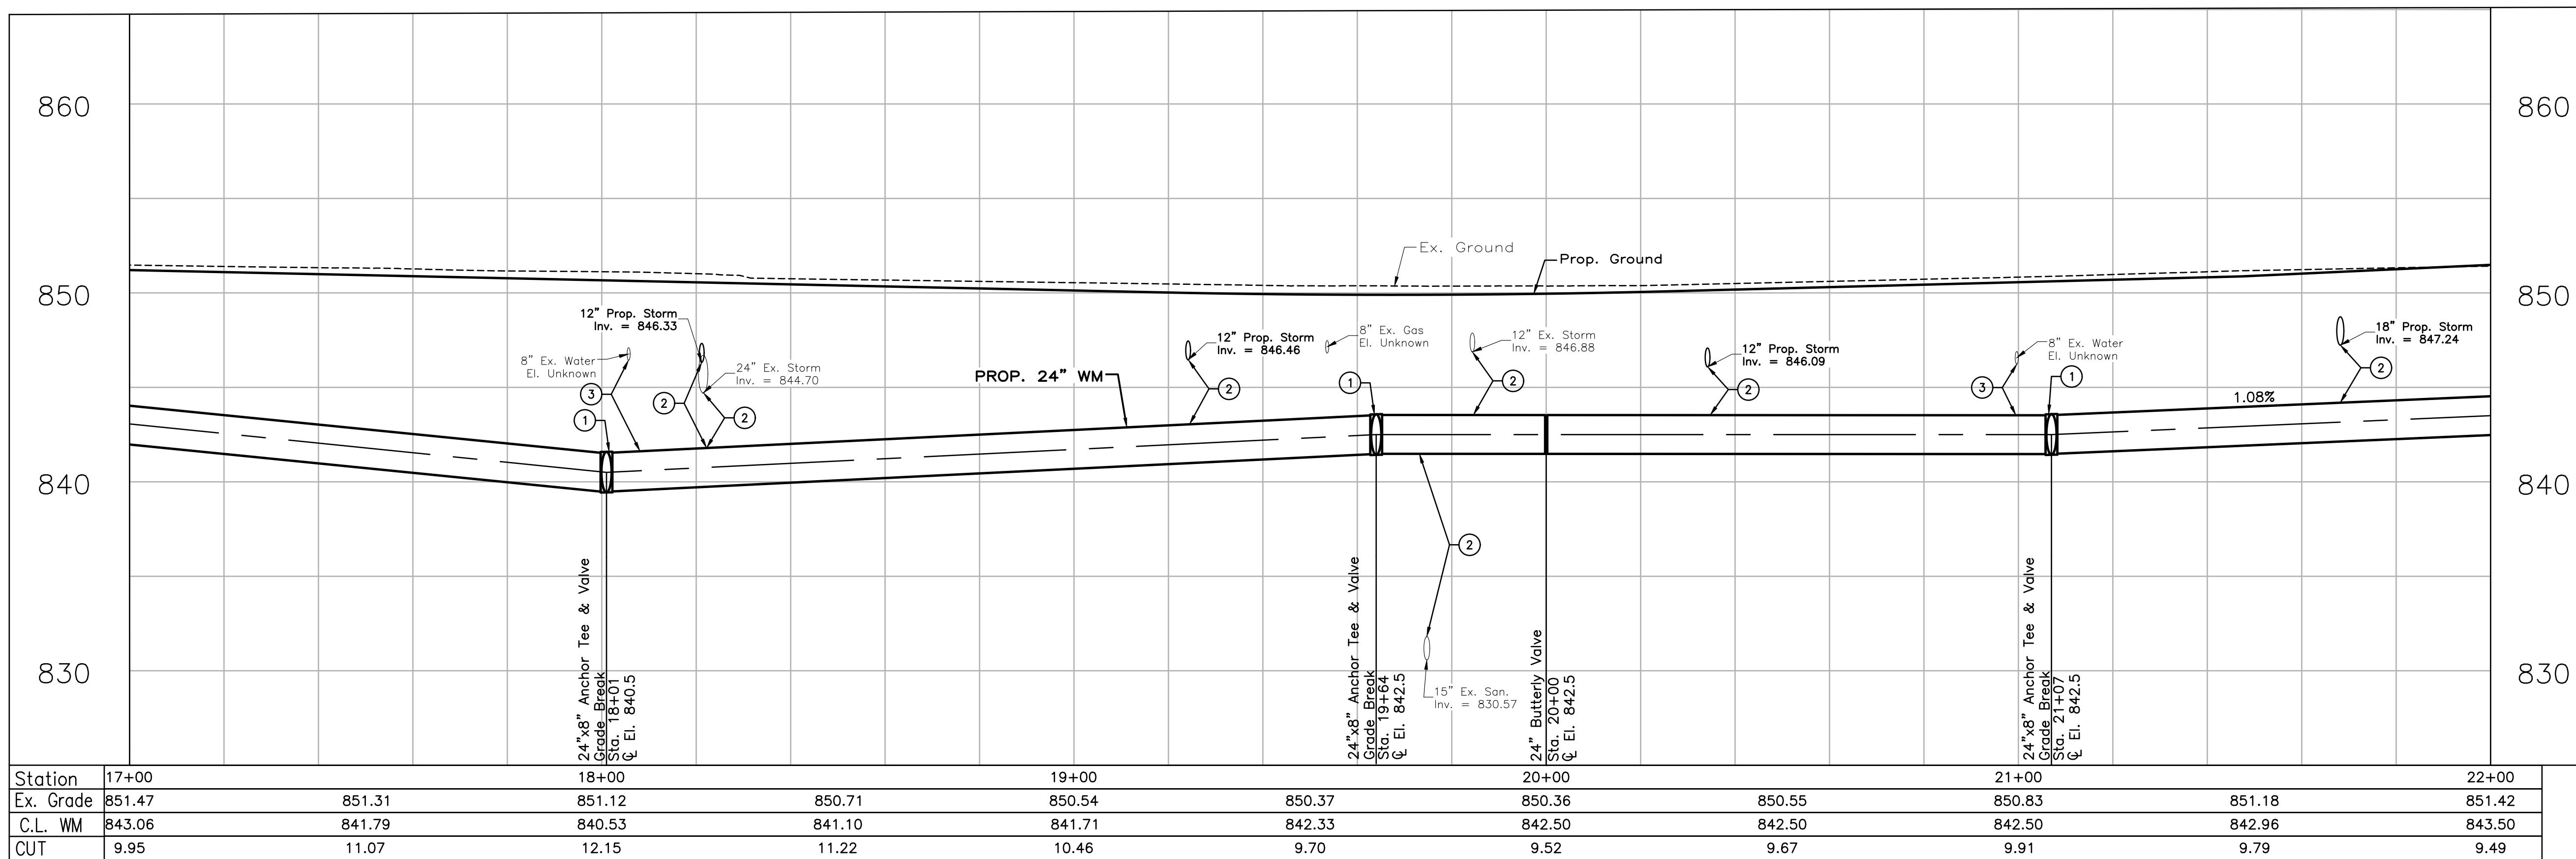 860
860
850
850
840
840
830
830
Ex. Ground
Prop. Ground
12" Prop. Storm
Inv. = 846.33
8" Ex. Water
El. Unknown
24" Ex. Storm
Inv. = 844.70
3
2
2
1
PROP. 24" WM
12" Prop. Storm
Inv. = 846.46
2
8" Ex. Gas
El. Unknown
1
12" Ex. Storm
Inv. = 846.88
2
12" Prop. Storm
Inv. = 846.09
2
8" Ex. Water
El. Unknown
3
1
18" Prop. Storm
Inv. = 847.24
2
1.08%
2
15" Ex. San.
Inv. = 830.57
24"x8" Anchor Tee & Valve
Grade Break
Sta. 18+01
℄ El. 840.5
24"x8" Anchor Tee & Valve
Grade Break
Sta. 19+64
℄ El. 842.5
24" Butterly Valve
Sta. 20+00
℄ El. 842.5
24"x8" Anchor Tee & Valve
Grade Break
Sta. 21+07
℄ El. 842.5
Station 17+00 18+00 19+00 20+00 21+00 22+00
Ex. Grade 851.47 851.31 851.12 850.71 850.54 850.37 850.36 850.55 850.83 851.18 851.42
C.L. WM 843.06 841.79 840.53 841.10 841.71 842.33 842.50 842.50 842.50 842.96 843.50
CUT 9.95 11.07 12.15 11.22 10.46 9.70 9.52 9.67 9.91 9.79 9.49